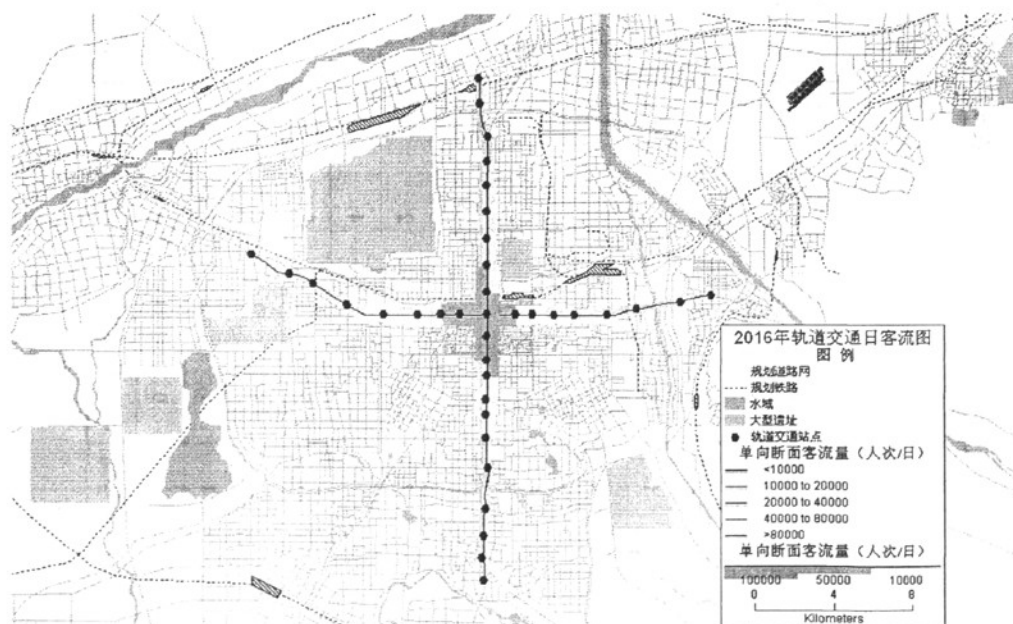 2016年轨道交通日客流图
图 例
规划道路网
规划铁路
水域
大型遗址
轨道交通站点
单向断面客流量（人次/日）
<10000
10000 to 20000
20000 to 40000
40000 to 80000
>80000
单向断面客流量（人次/日）
100000 50000 10000
0 4 8
Kilometers